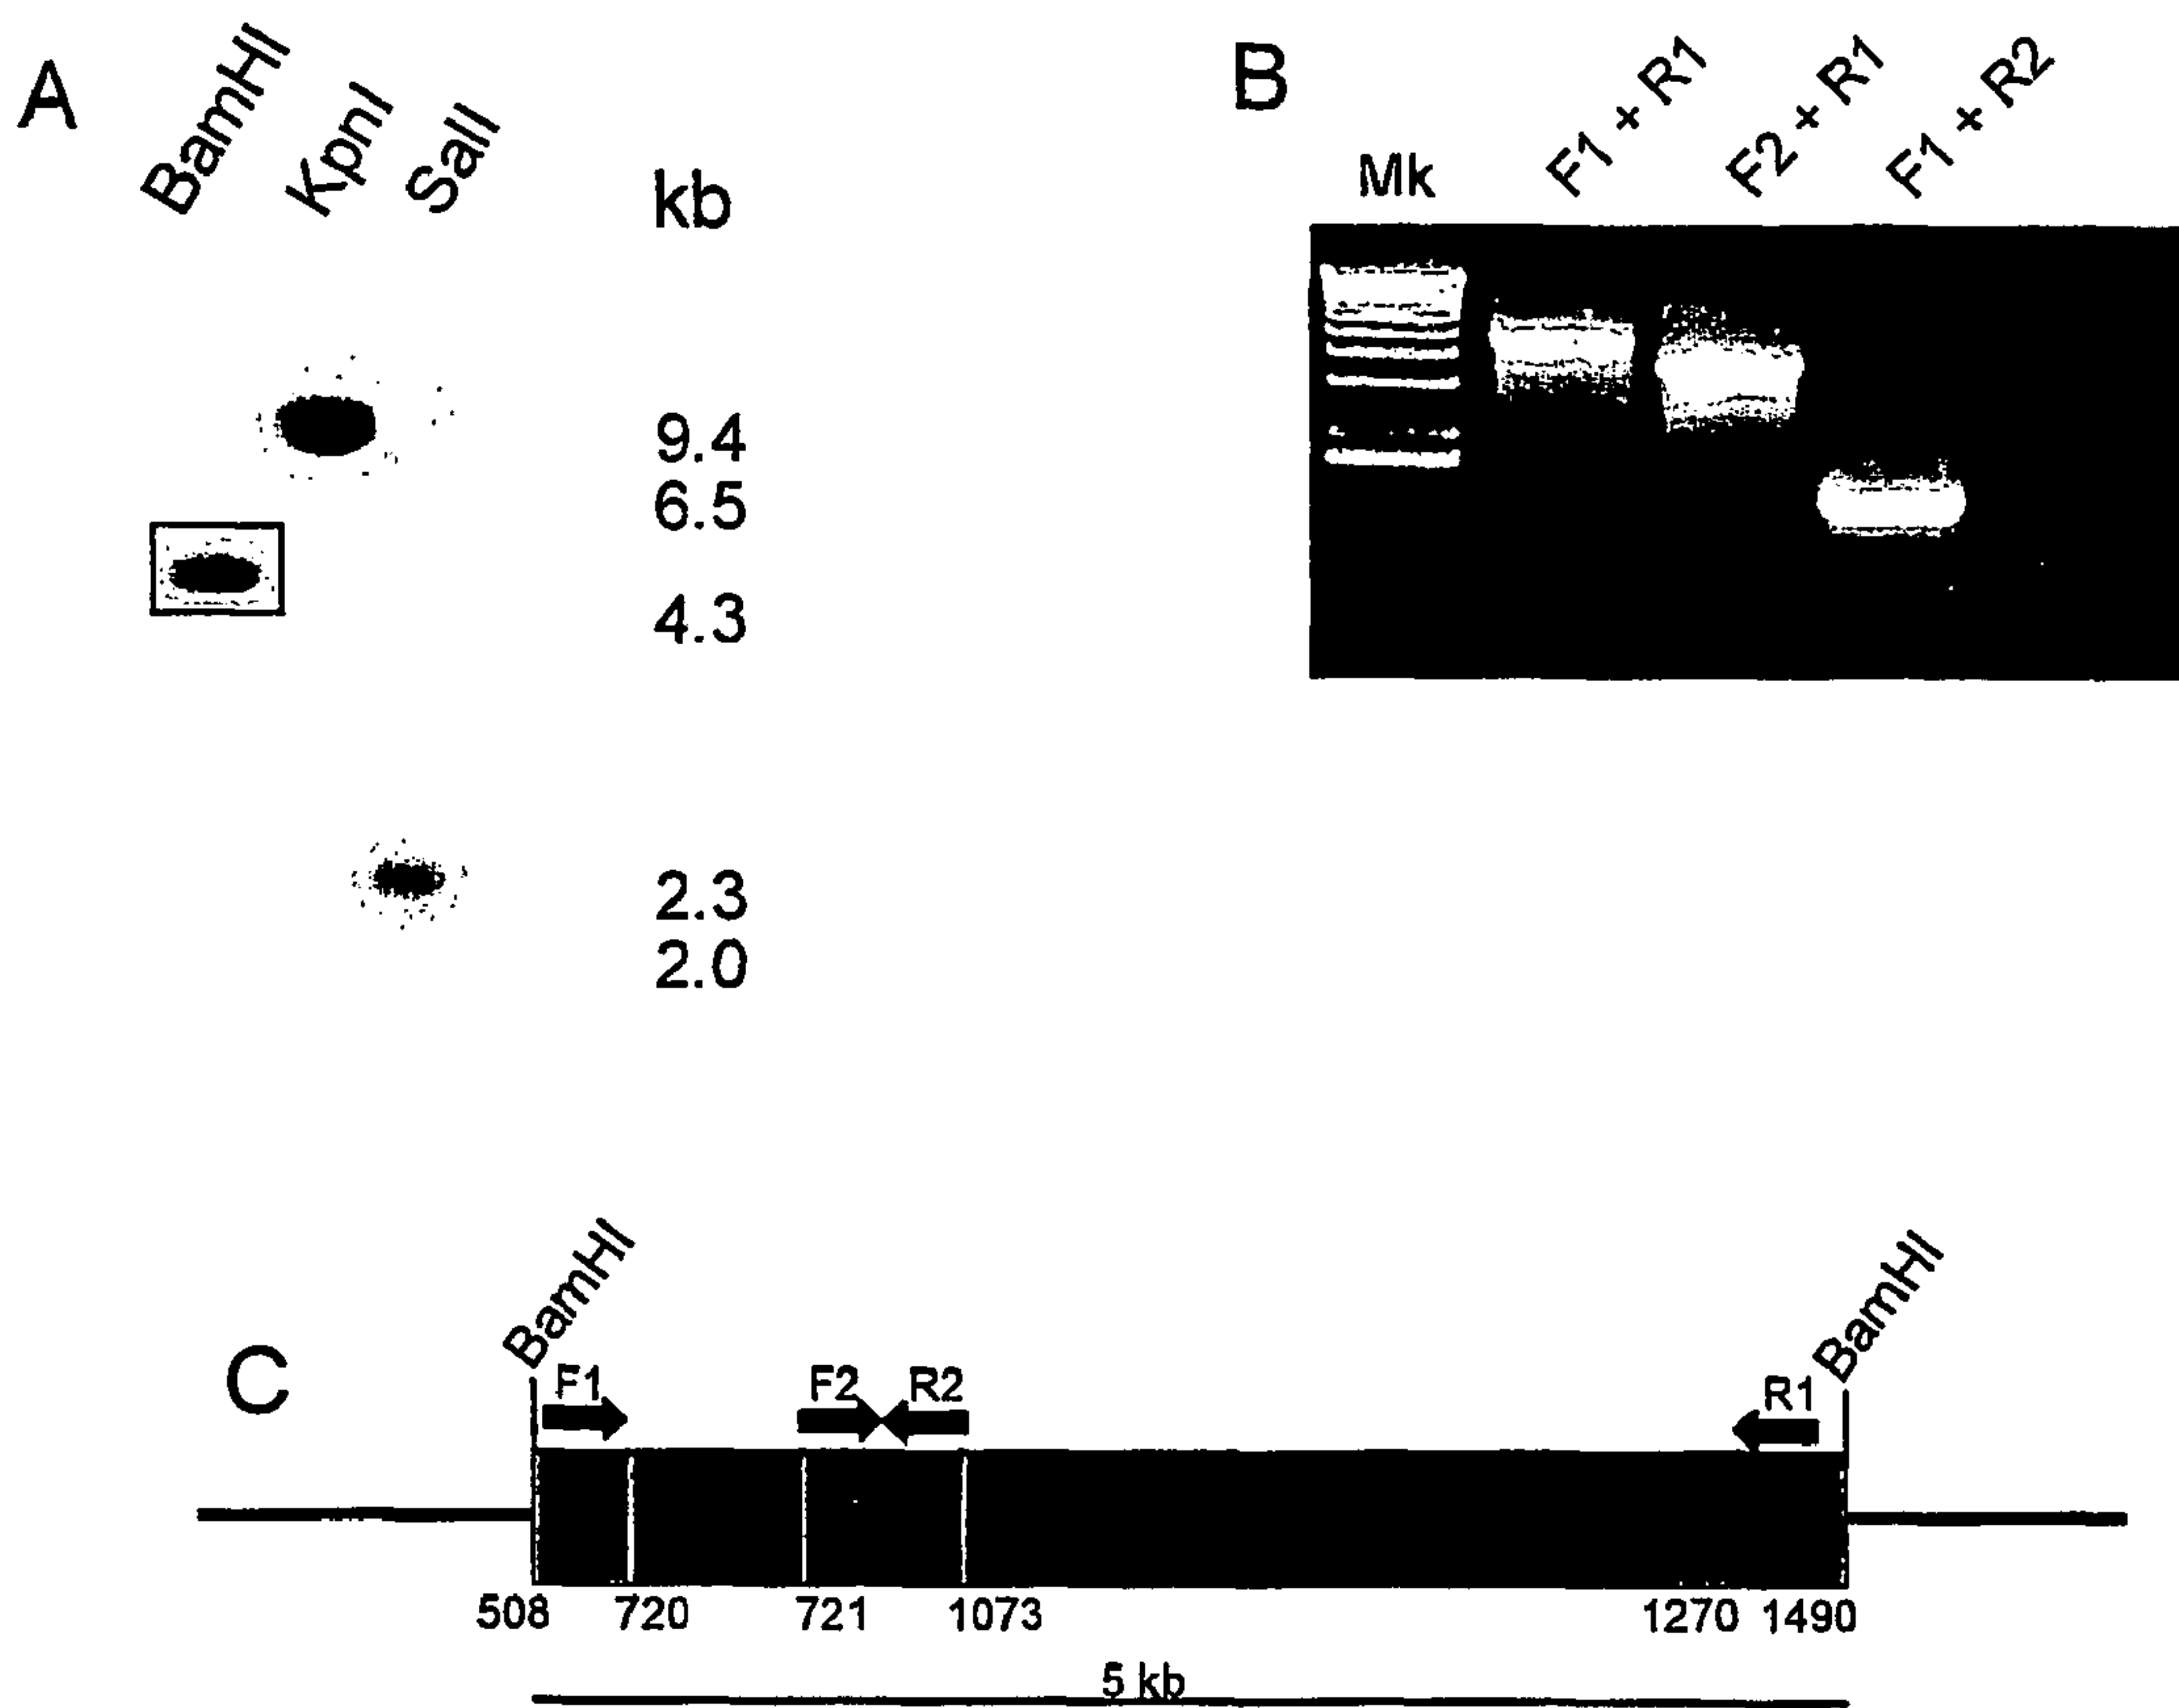 A
BamHI
KpnI
SalI
kb
9.4
6.5
4.3
2.3
2.0
B
Mk
F1 × R1
F2 × R1
F1 × R2
C
BamHI
F1
F2
R2
R1
BamHI
508
720
721
1073
1270
1490
5 kb